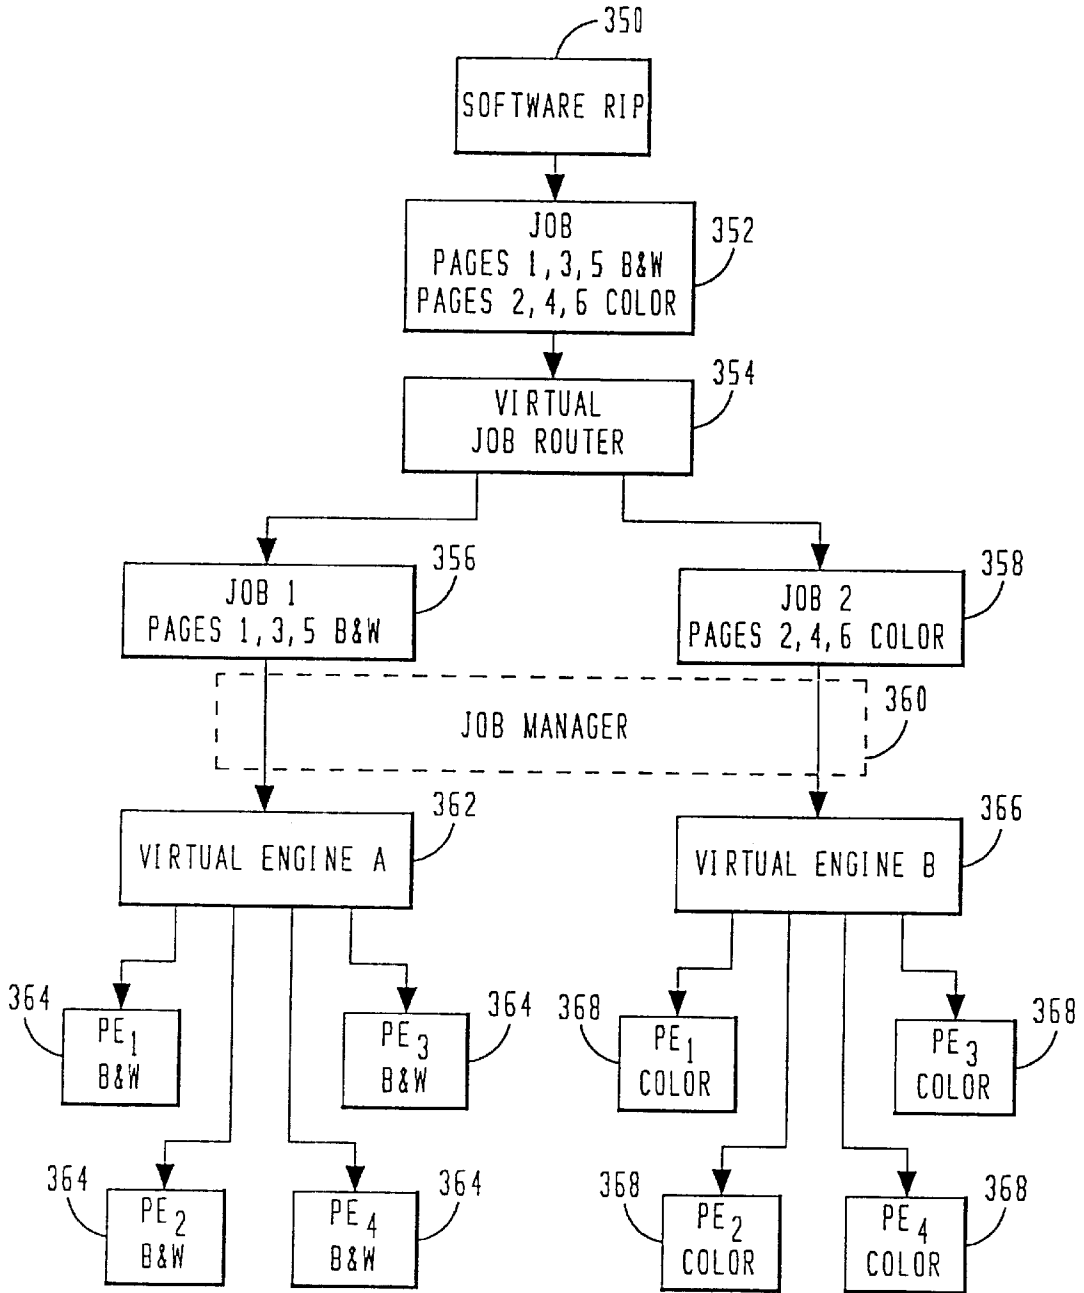 350
SOFTWARE RIP
JOB
PAGES 1,3,5 B&W
PAGES 2,4,6 COLOR
352
VIRTUAL
JOB ROUTER
354
JOB 1
PAGES 1,3,5 B&W
356
JOB 2
PAGES 2,4,6 COLOR
358
JOB MANAGER
360
VIRTUAL ENGINE A
362
VIRTUAL ENGINE B
366
364
PE1
B&W
PE3
B&W
364
368
PE1
COLOR
PE3
COLOR
368
364
PE2
B&W
PE4
B&W
364
368
PE2
COLOR
PE4
COLOR
368